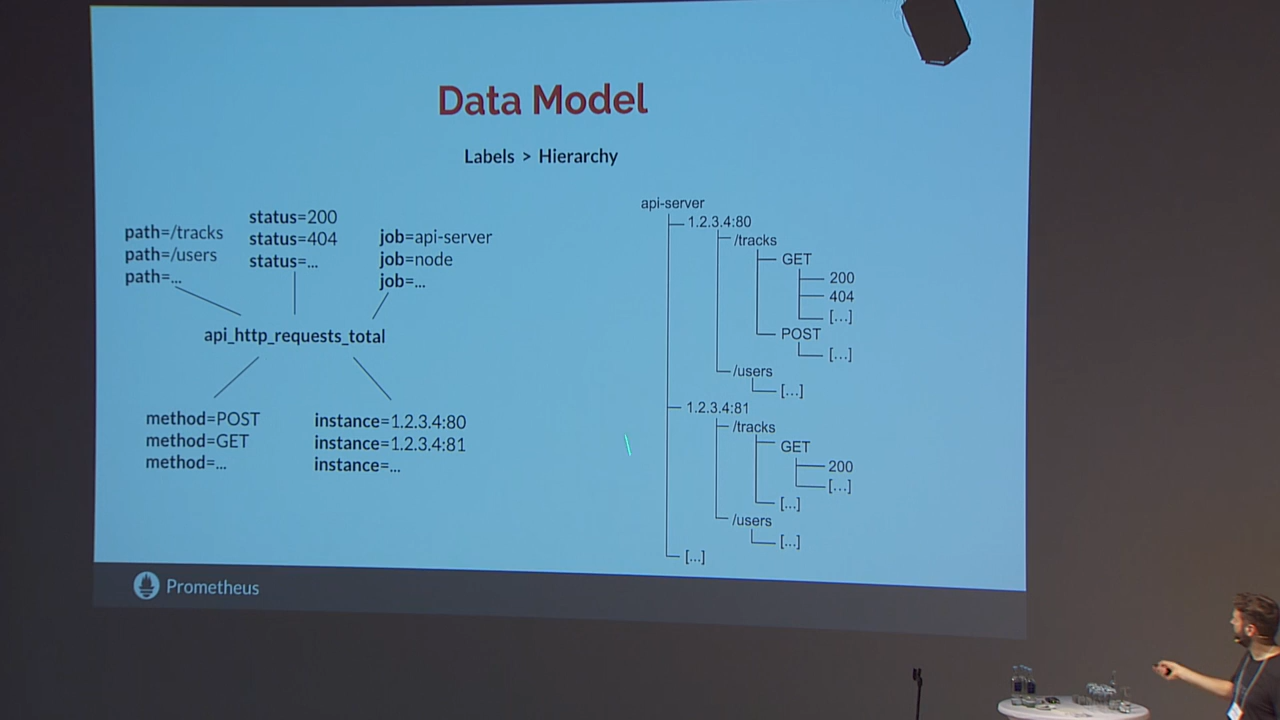 Data Model
Labels > Hierarchy
path=/tracks
path=/users
path=...
status=200
status=404
status=...
job=api-server
job=node
job=...
api_http_requests_total
method=POST
method=GET
method=...
instance=1.2.3.4:80
instance=1.2.3.4:81
instance=...
api-server
1.2.3.4:80
/tracks
GET
200
404
[...]
POST
[...]
/users
[...]
1.2.3.4:81
/tracks
GET
200
[...]
[...]
/users
[...]
[...]
Prometheus